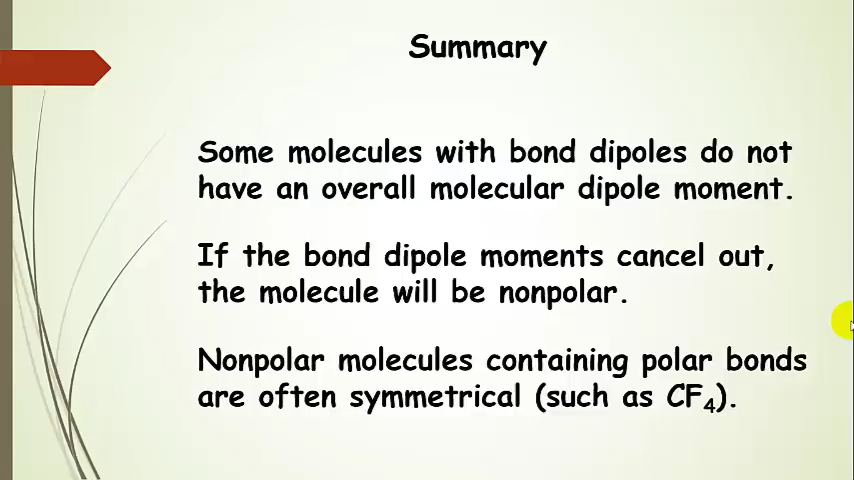 Summary
Some molecules with bond dipoles do not
have an overall molecular dipole moment.
If the bond dipole moments cancel out,
the molecule will be nonpolar.
Nonpolar molecules containing polar bonds
are often symmetrical (such as CF₄).